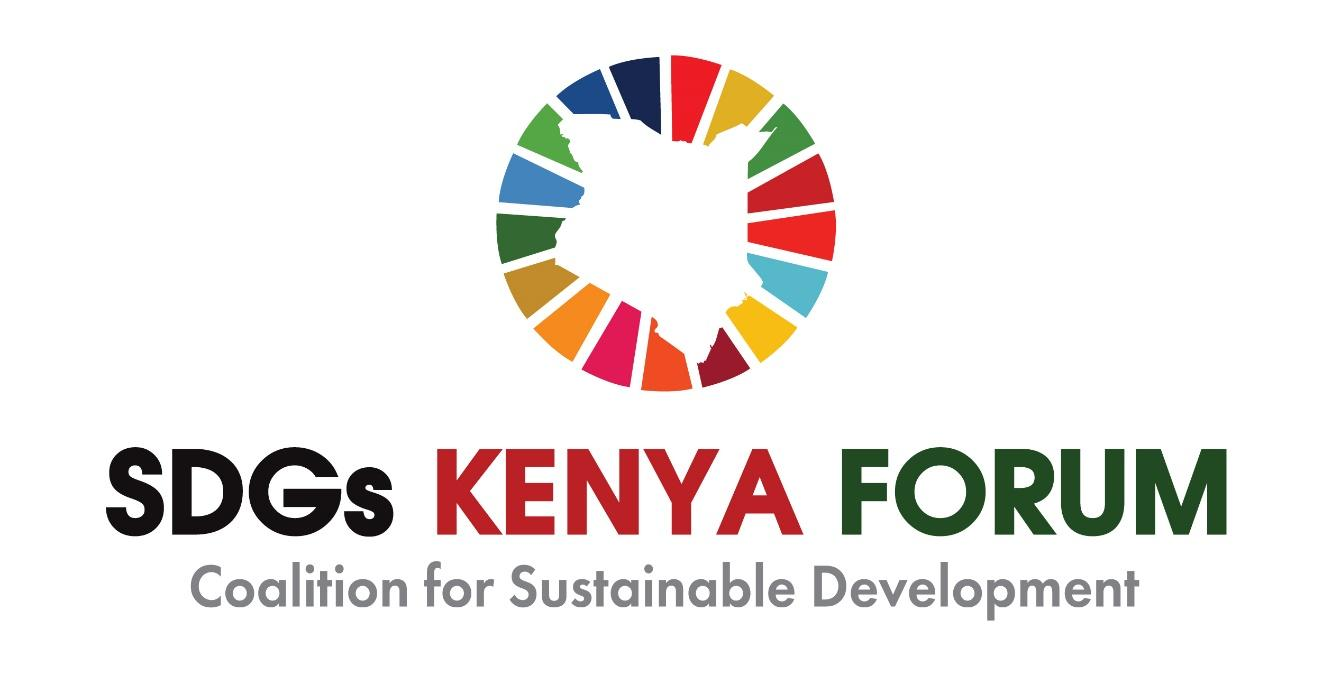 SDGs KENYA FORUM
Coalition for Sustainable Development